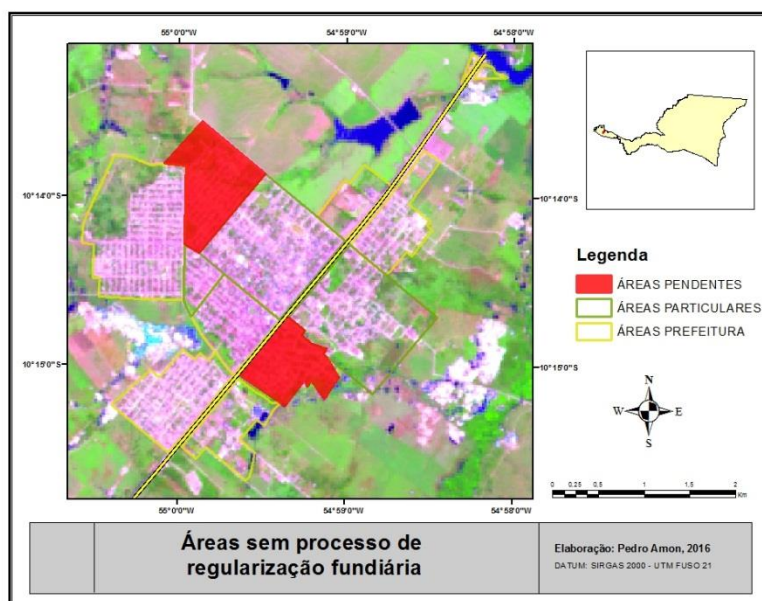 55°0'0"W 54°59'0"W 54°58'0"W
10°14'0"S 10°14'0"S
10°15'0"S 10°15'0"S
55°0'0"W 54°59'0"W 54°58'0"W
Legenda
ÁREAS PENDENTES
ÁREAS PARTICULARES
ÁREAS PREFEITURA
N
W E
S
0 0.25 0.5 1 1.5 2
Km
Áreas sem processo de
regularização fundiária
Elaboração: Pedro Amon, 2016
DATUM: SIRGAS 2000 - UTM FUSO 21